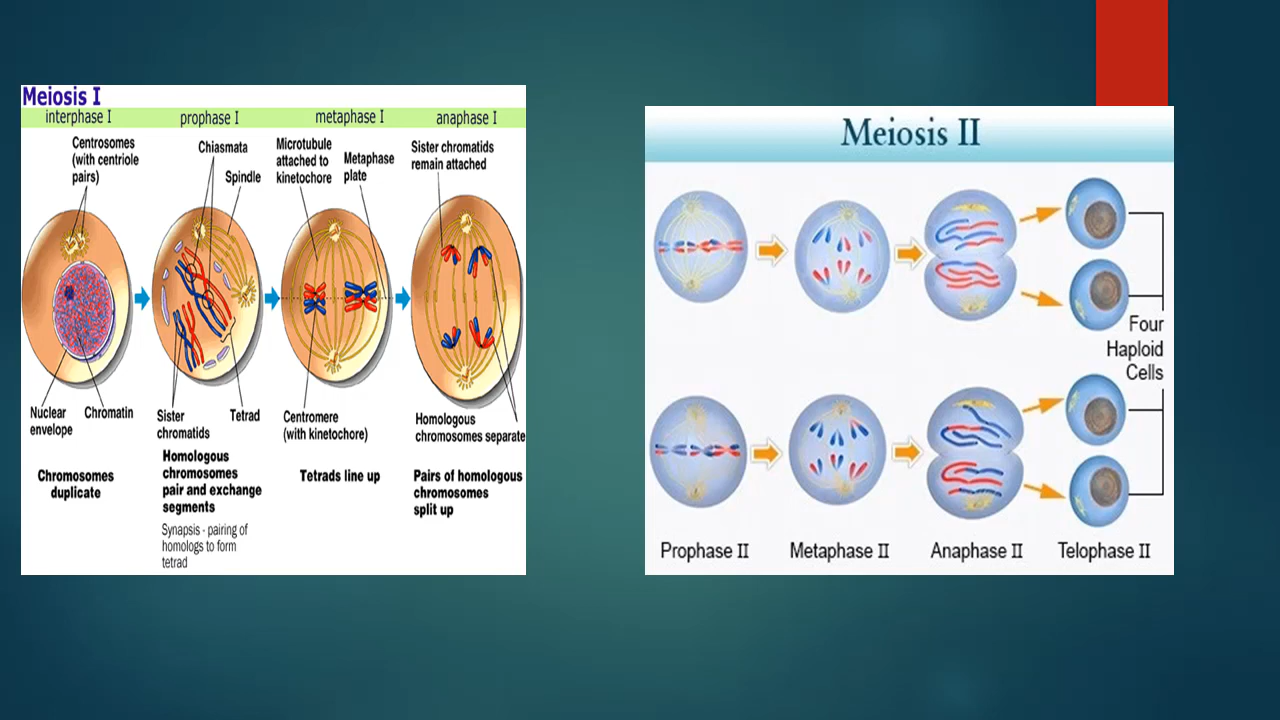 Meiosis I
interphase I
prophase I
metaphase I
anaphase I
Centrosomes
(with centriole
pairs)
Chiasmata
Spindle
Microtubule
attached to
kinetochore
Metaphase
plate
Sister chromatids
remain attached
Nuclear
envelope
Chromatin
Sister
chromatids
Tetrad
Centromere
(with kinetochore)
Homologous
chromosomes separate
Chromosomes
duplicate
Homologous
chromosomes
pair and exchange
segments
Synapsis - pairing of
homologs to form
tetrad
Tetrads line up
Pairs of homologous
chromosomes
split up
Meiosis II
Four
Haploid
Cells
Prophase II
Metaphase II
Anaphase II
Telophase II